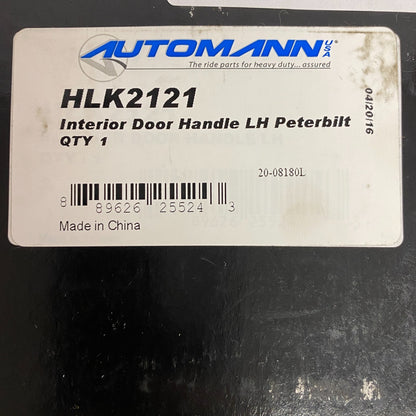 AUTOMANN USA®
The ride parts for heavy duty... assured
HLK2121
Interior Door Handle LH Peterbilt
QTY 1
04/20/16
20-08180L
8 89626 25524 3
Made in China